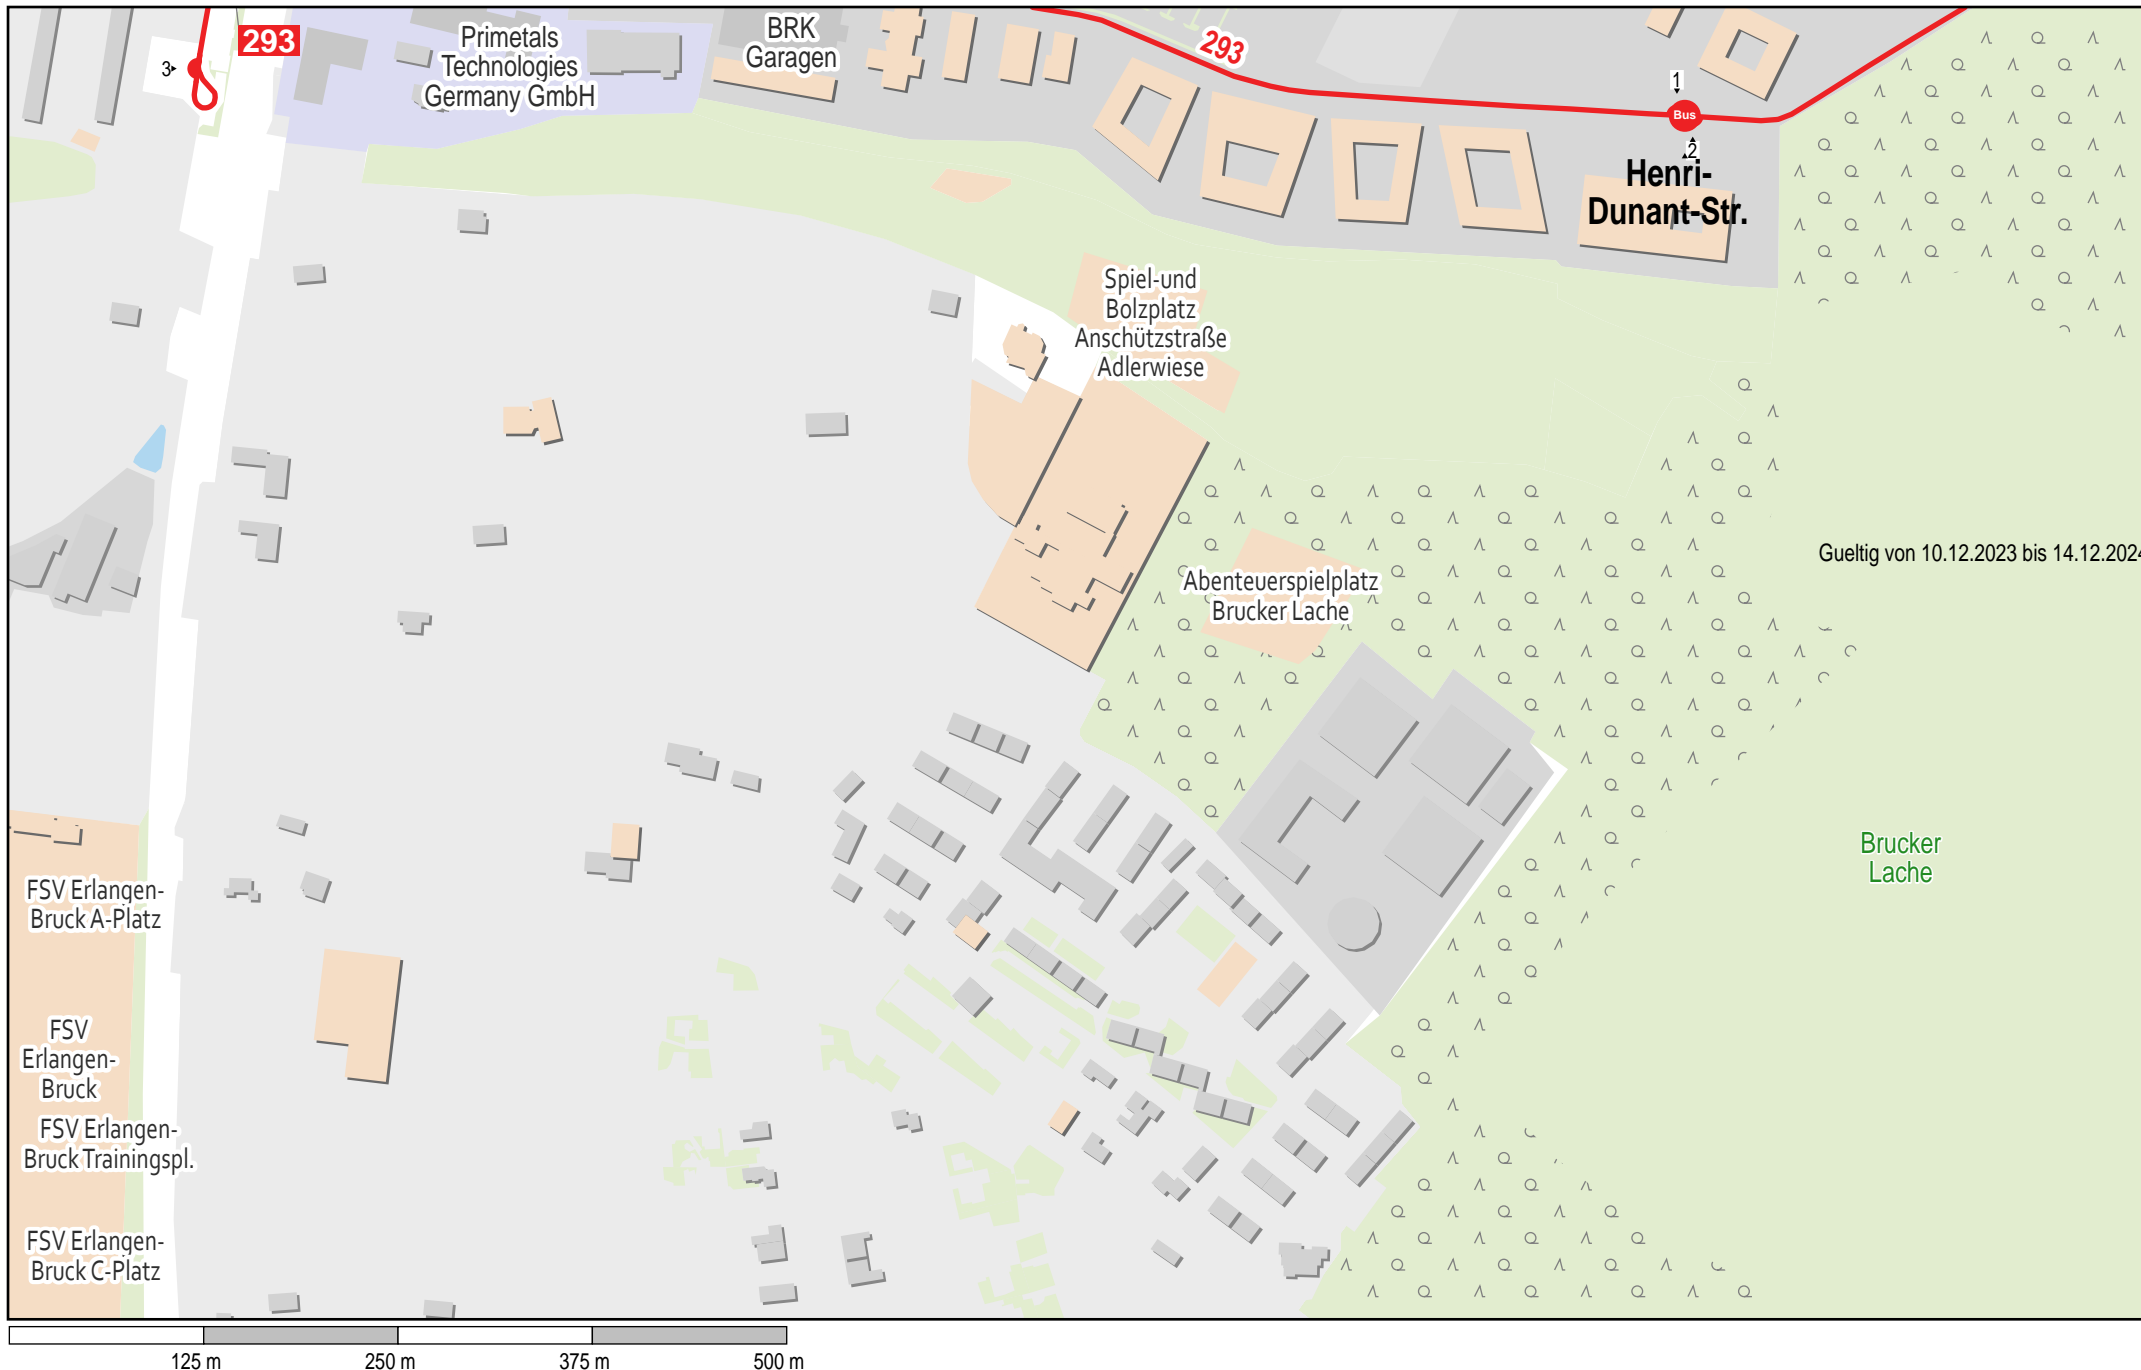 293
3
Primetals
Technologies
Germany GmbH
BRK
Garagen
293
1
Bus
2
Henri-
Dunant-Str.
Spiel-und
Bolzplatz
Anschützstraße
Adlerwiese
Abenteuerspielplatz
Brucker Lache
Gueltig von 10.12.2023 bis 14.12.2024
Brucker
Lache
FSV Erlangen-
Bruck A-Platz
FSV
Erlangen-
Bruck
FSV Erlangen-
Bruck Trainingspl.
FSV Erlangen-
Bruck C-Platz
125 m
250 m
375 m
500 m